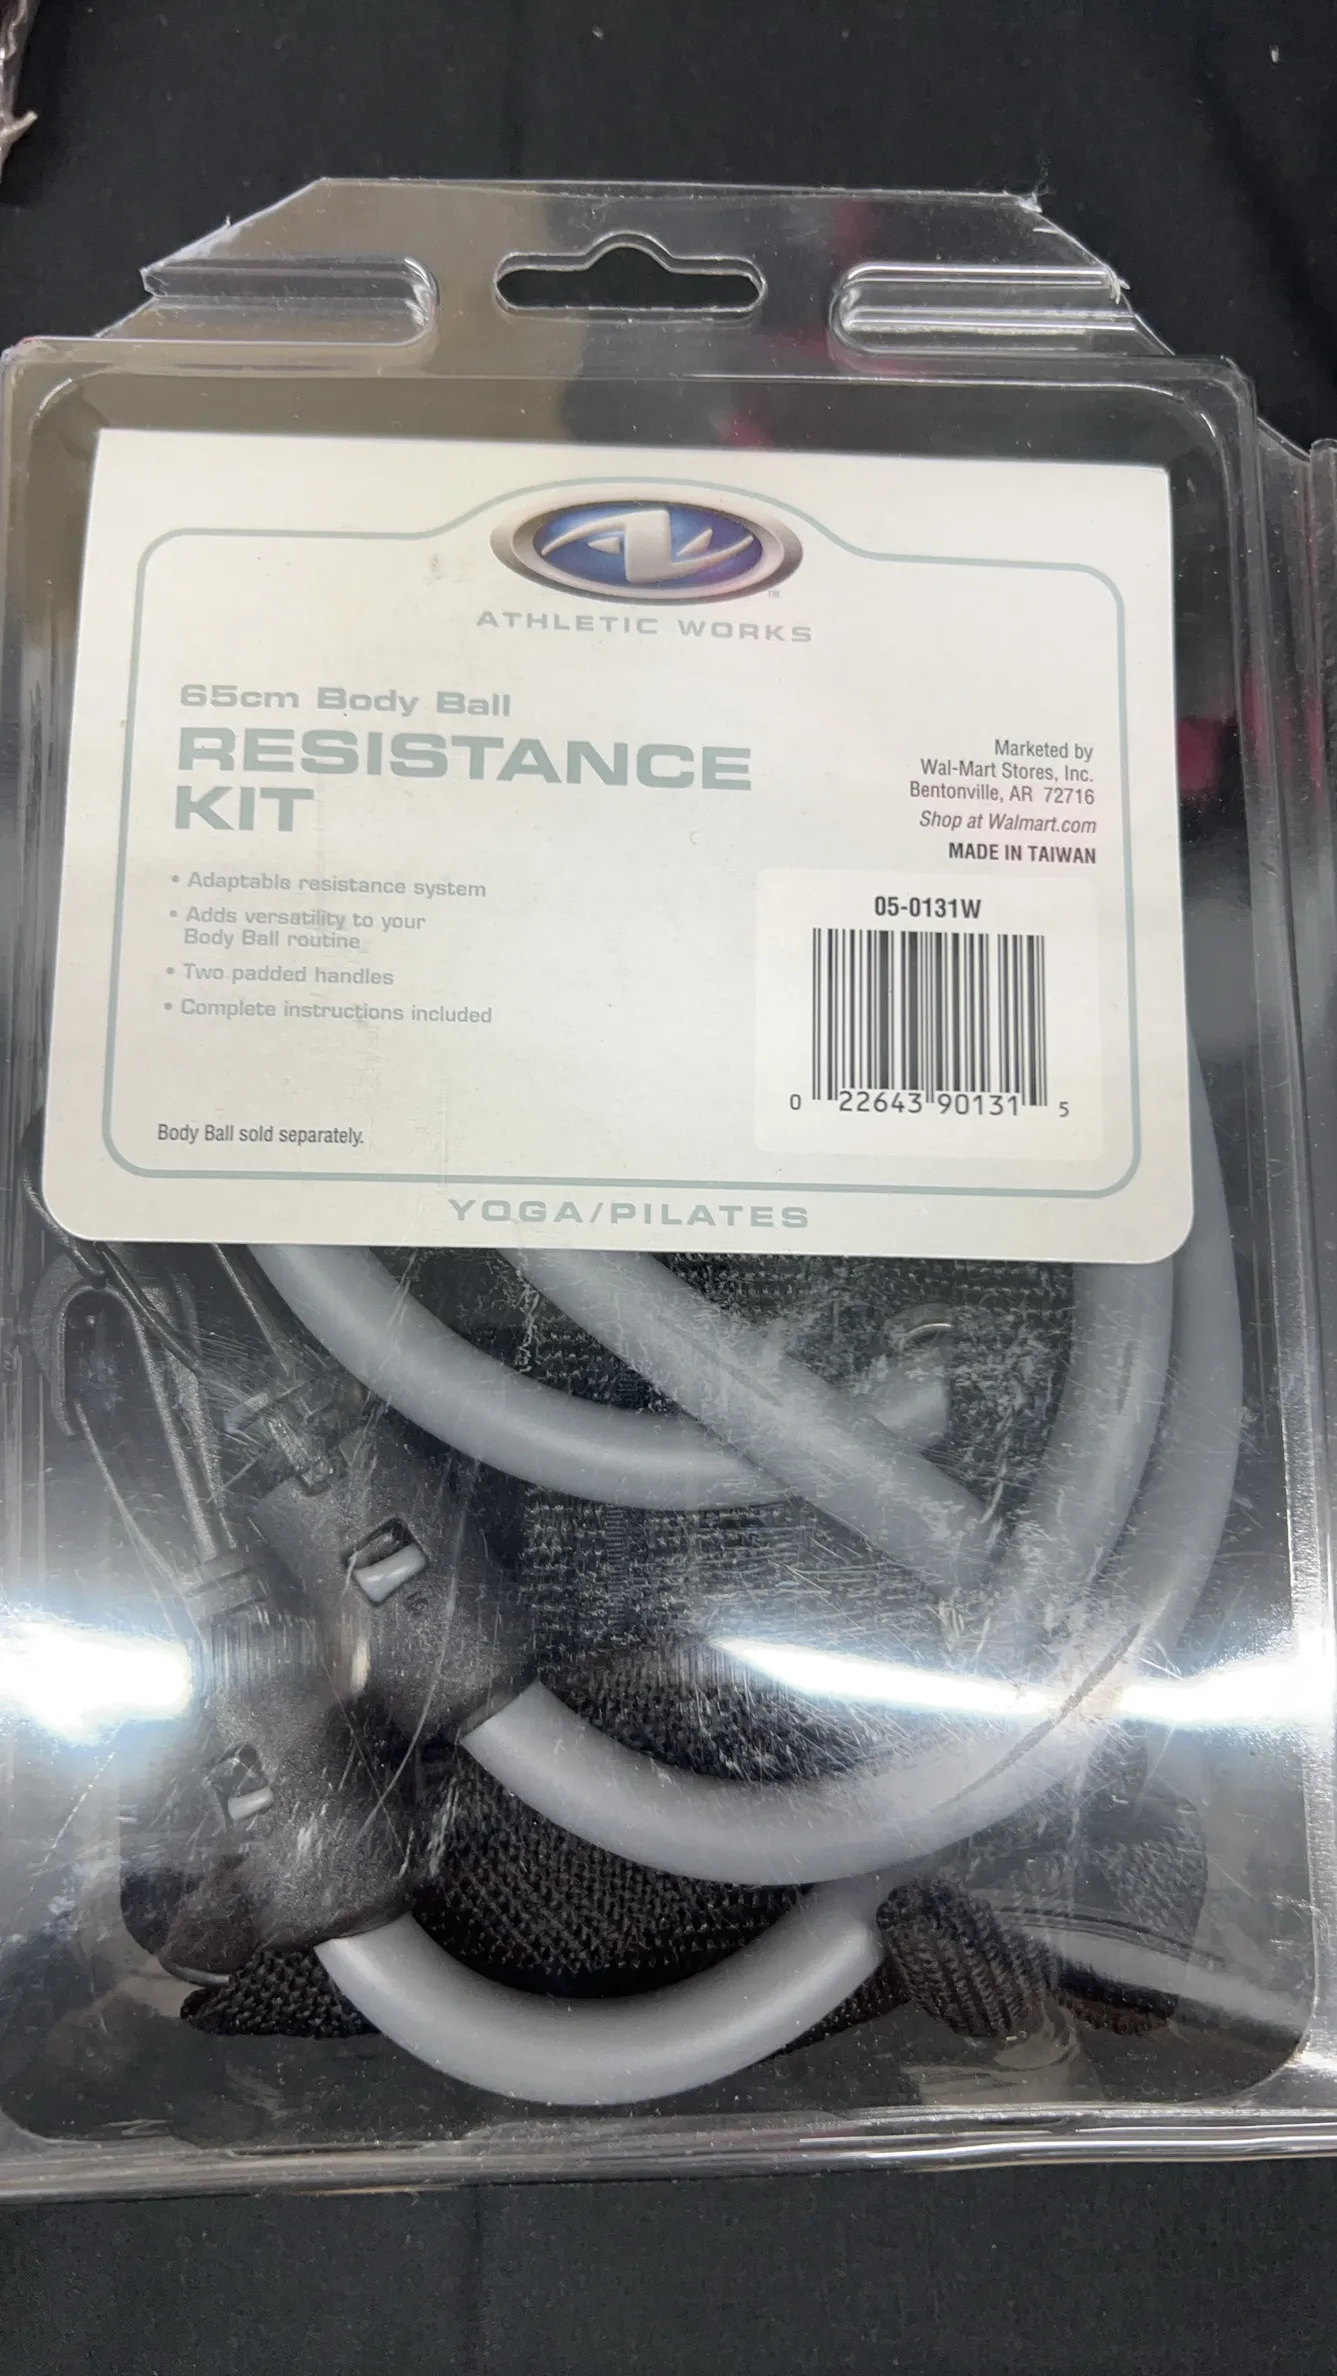 ™
ATHLETIC WORKS
65cm Body Ball
RESISTANCE
KIT
• Adaptable resistance system
• Adds versatility to your
Body Ball routine
• Two padded handles
• Complete instructions included
Body Ball sold separately.
Marketed by
Wal-Mart Stores, Inc.
Bentonville, AR 72716
Shop at Walmart.com
MADE IN TAIWAN
05-0131W
0 22643 90131 5
YOGA/PILATES